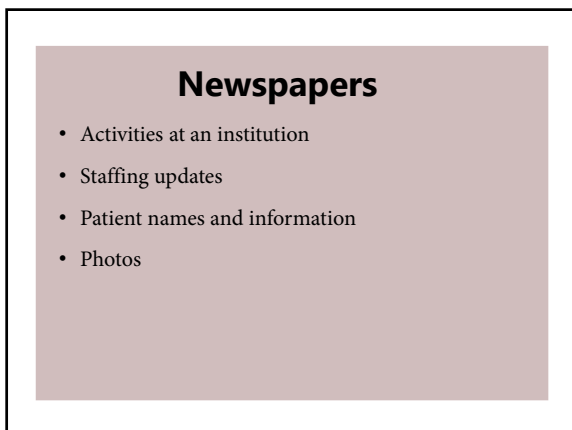 Newspapers
• Activities at an institution
• Staffing updates
• Patient names and information
• Photos